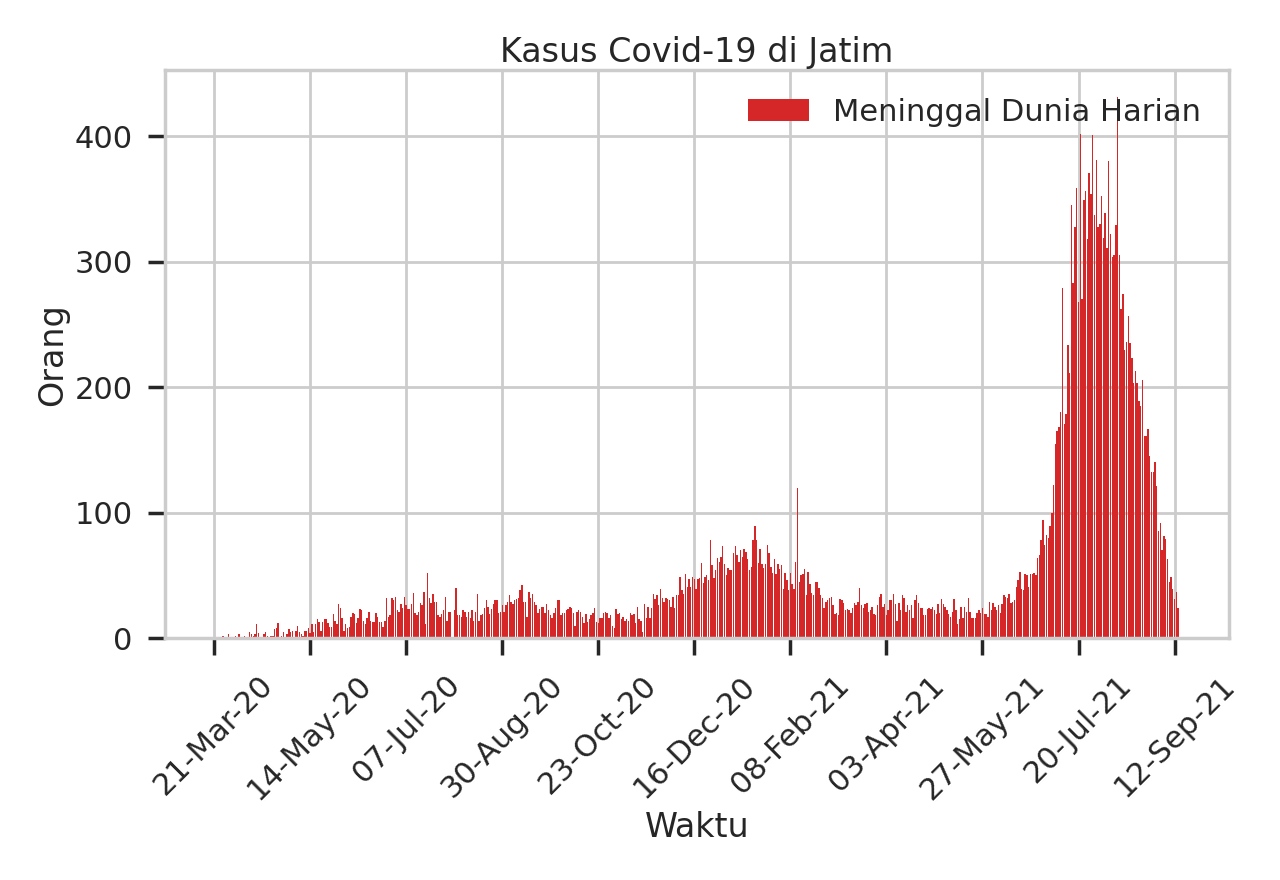 Kasus Covid-19 di Jatim
Meninggal Dunia Harian
400
300
200
100
0
Orang
21-Mar-20
14-May-20
07-Jul-20
30-Aug-20
23-Oct-20
16-Dec-20
08-Feb-21
03-Apr-21
27-May-21
20-Jul-21
12-Sep-21
Waktu